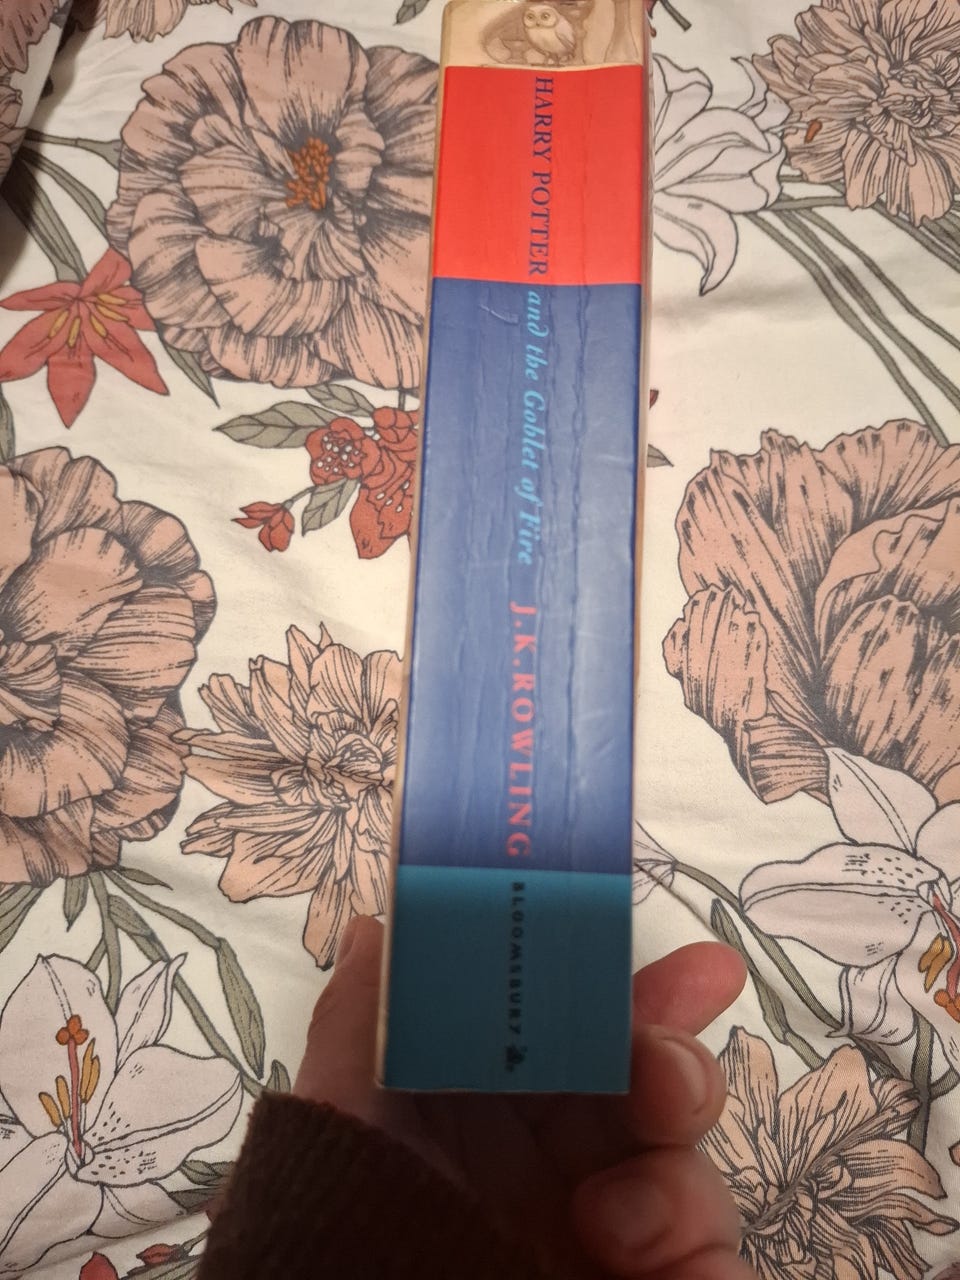 HARRY POTTER and the Goblet of Fire J.K.ROWLING BLOOMSBURY